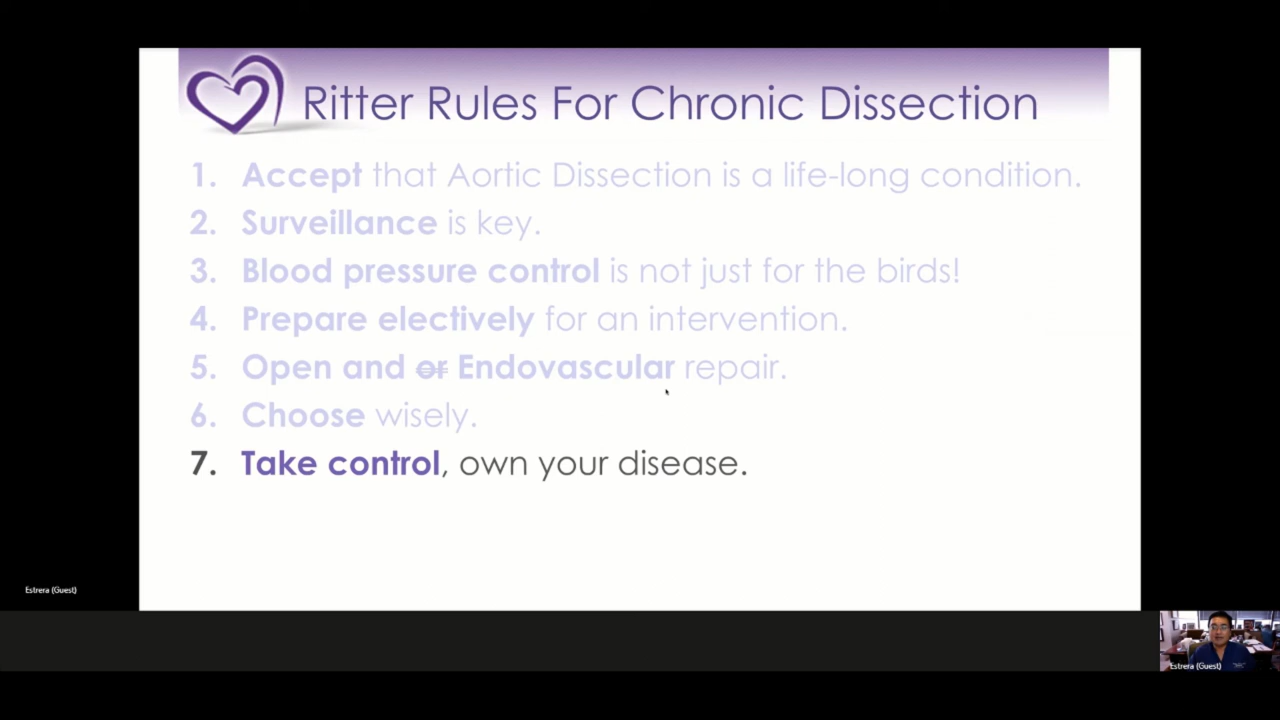 Ritter Rules For Chronic Dissection
1. Accept that Aortic Dissection is a life-long condition.
2. Surveillance is key.
3. Blood pressure control is not just for the birds!
4. Prepare electively for an intervention.
5. Open and or Endovascular repair.
6. Choose wisely.
7. Take control, own your disease.
Estrera (Guest)
Estrera (Guest)